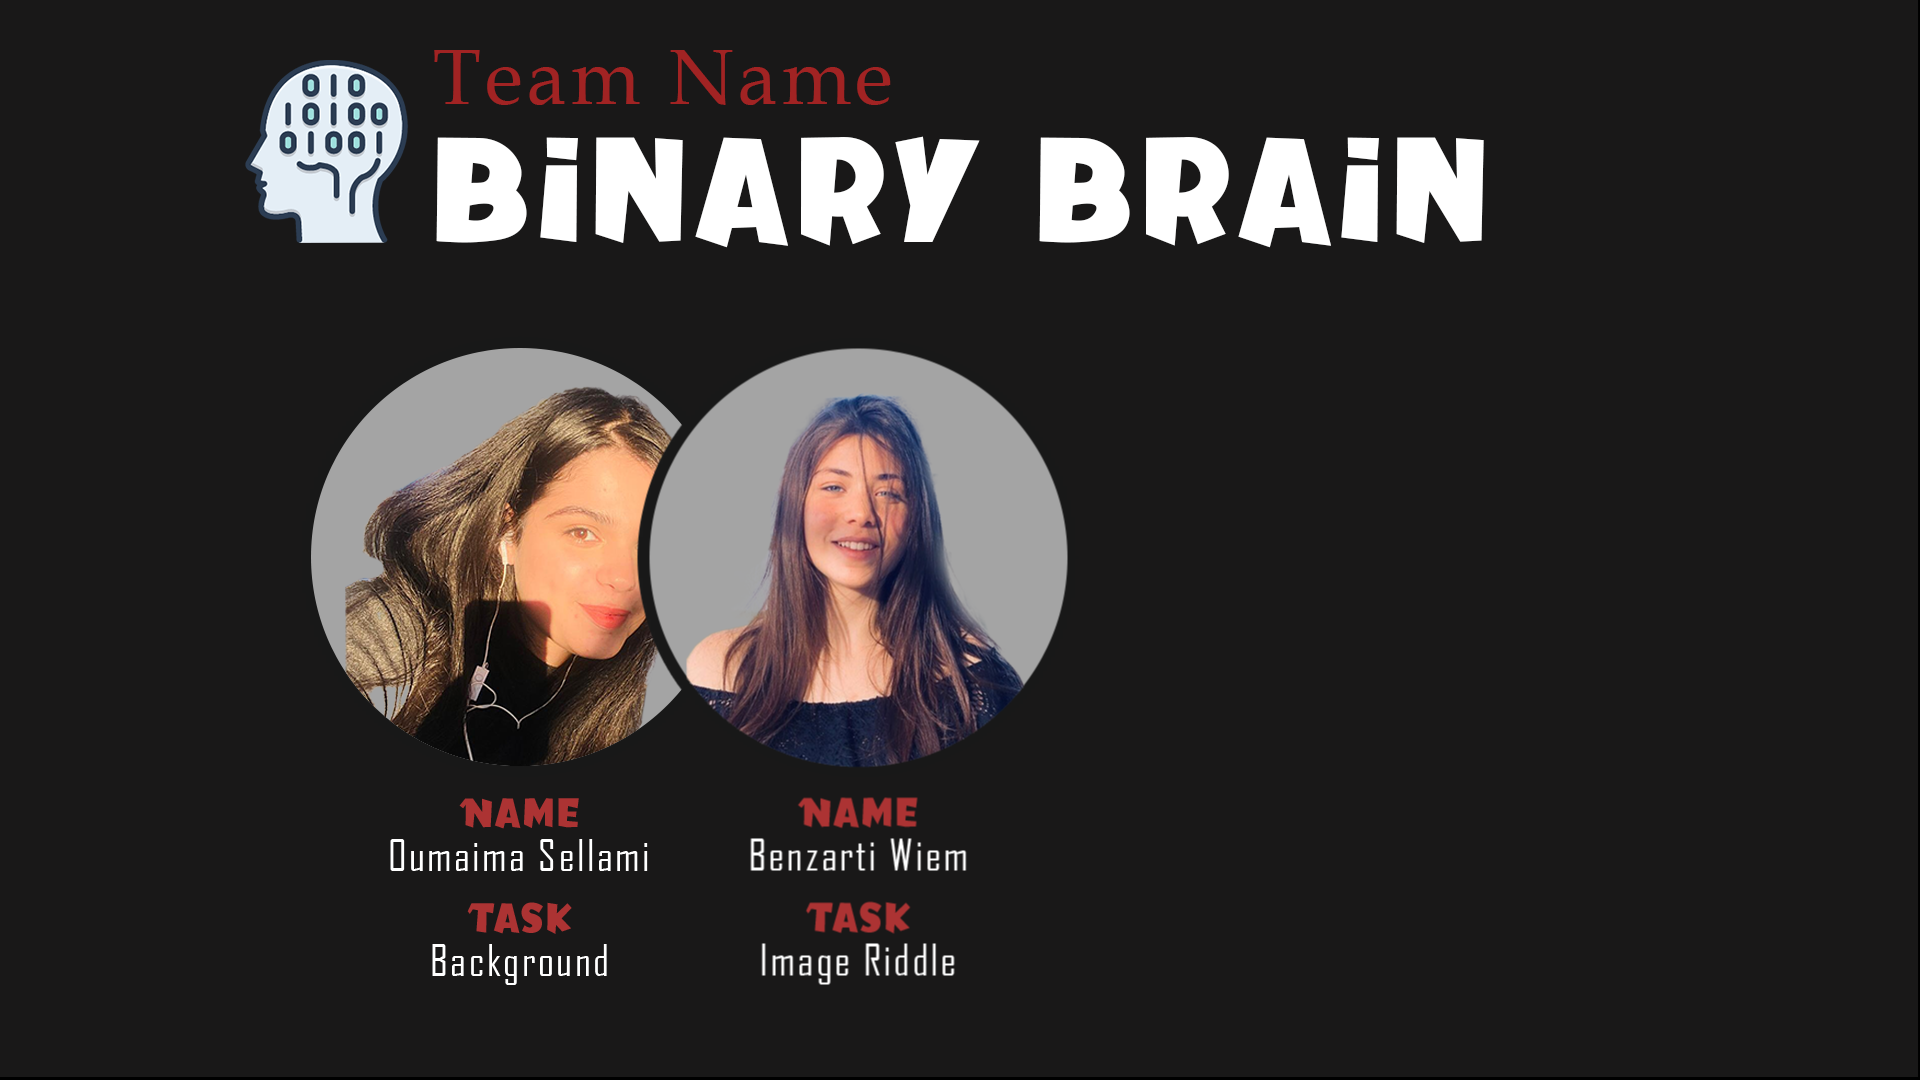 Team Name
BiNARY BRAiN
010
10100
01001
NAME
Oumaima Sellami
TASK
Background
NAME
Benzarti Wiem
TASK
Image Riddle